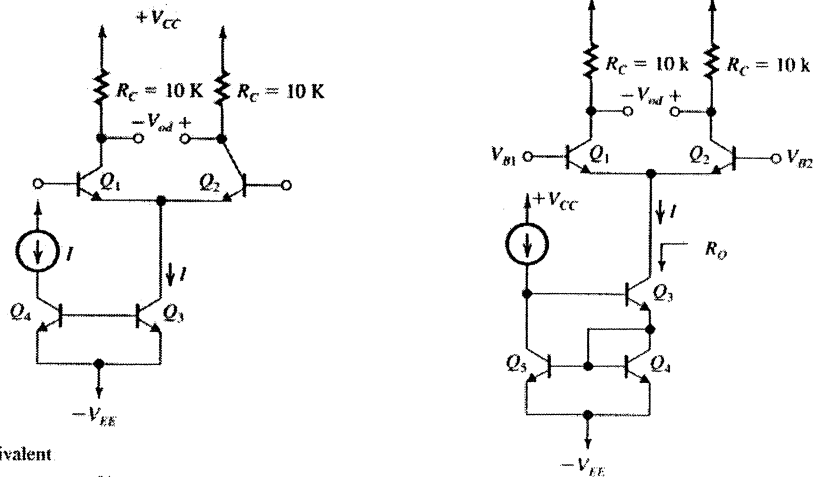 +V_CC
R_C = 10 K
R_C = 10 K
−V_od +
Q_1
Q_2
I
I
Q_4
Q_3
−V_EE
ivalent
R_C = 10 k
R_C = 10 k
−V_od +
V_B1
Q_1
Q_2
V_B2
+V_CC
I
R_O
Q_3
Q_5
Q_4
−V_EE